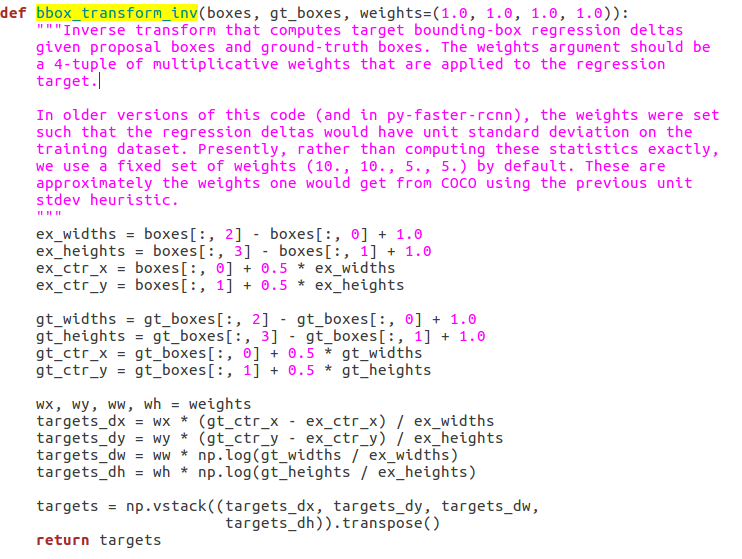 def bbox_transform_inv(boxes, gt_boxes, weights=(1.0, 1.0, 1.0, 1.0)):
    """Inverse transform that computes target bounding-box regression deltas
    given proposal boxes and ground-truth boxes. The weights argument should be
    a 4-tuple of multiplicative weights that are applied to the regression
    target.

    In older versions of this code (and in py-faster-rcnn), the weights were set
    such that the regression deltas would have unit standard deviation on the
    training dataset. Presently, rather than computing these statistics exactly,
    we use a fixed set of weights (10., 10., 5., 5.) by default. These are
    approximately the weights one would get from COCO using the previous unit
    stdev heuristic.
    """
    ex_widths = boxes[:, 2] - boxes[:, 0] + 1.0
    ex_heights = boxes[:, 3] - boxes[:, 1] + 1.0
    ex_ctr_x = boxes[:, 0] + 0.5 * ex_widths
    ex_ctr_y = boxes[:, 1] + 0.5 * ex_heights

    gt_widths = gt_boxes[:, 2] - gt_boxes[:, 0] + 1.0
    gt_heights = gt_boxes[:, 3] - gt_boxes[:, 1] + 1.0
    gt_ctr_x = gt_boxes[:, 0] + 0.5 * gt_widths
    gt_ctr_y = gt_boxes[:, 1] + 0.5 * gt_heights

    wx, wy, ww, wh = weights
    targets_dx = wx * (gt_ctr_x - ex_ctr_x) / ex_widths
    targets_dy = wy * (gt_ctr_y - ex_ctr_y) / ex_heights
    targets_dw = ww * np.log(gt_widths / ex_widths)
    targets_dh = wh * np.log(gt_heights / ex_heights)

    targets = np.vstack((targets_dx, targets_dy, targets_dw,
                         targets_dh)).transpose()
    return targets